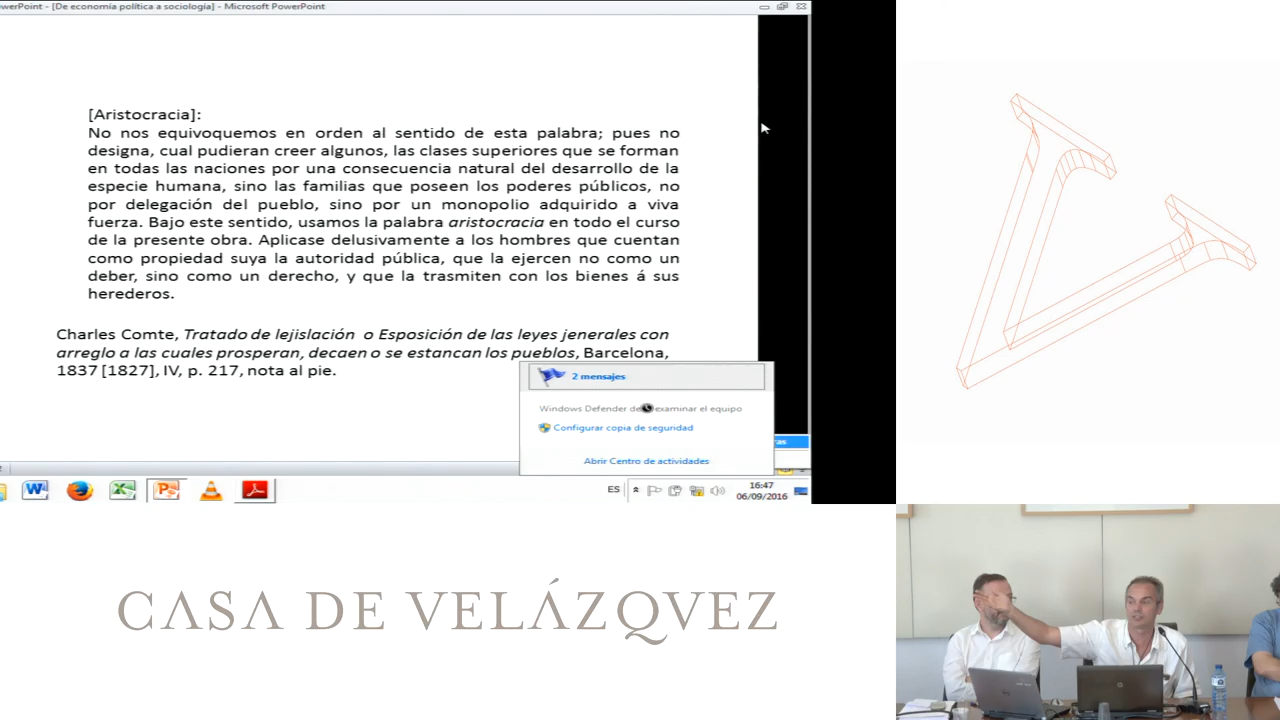 werPoint - [De economía política a sociología] - Microsoft PowerPoint
[Aristocracia]:
No nos equivoquemos en orden al sentido de esta palabra; pues no
designa, cual pudieran creer algunos, las clases superiores que se forman
en todas las naciones por una consecuencia natural del desarrollo de la
especie humana, sino las familias que poseen los poderes públicos, no
por delegación del pueblo, sino por un monopolio adquirido a viva
fuerza. Bajo este sentido, usamos la palabra aristocracia en todo el curso
de la presente obra. Aplicase delusivamente a los hombres que cuentan
como propiedad suya la autoridad pública, que la ejercen no como un
deber, sino como un derecho, y que la trasmiten con los bienes á sus
herederos.
Charles Comte, Tratado de lejislación o Esposición de las leyes jenerales con
arreglo a las cuales prosperan, decaen o se estancan los pueblos, Barcelona,
1837 [1827], IV, p. 217, nota al pie.
2 mensajes
Windows Defender de examinar el equipo
Configurar copia de seguridad
ras
Abrir Centro de actividades
ES
16:47
06/09/2016
CASA DE VELÁZQVEZ